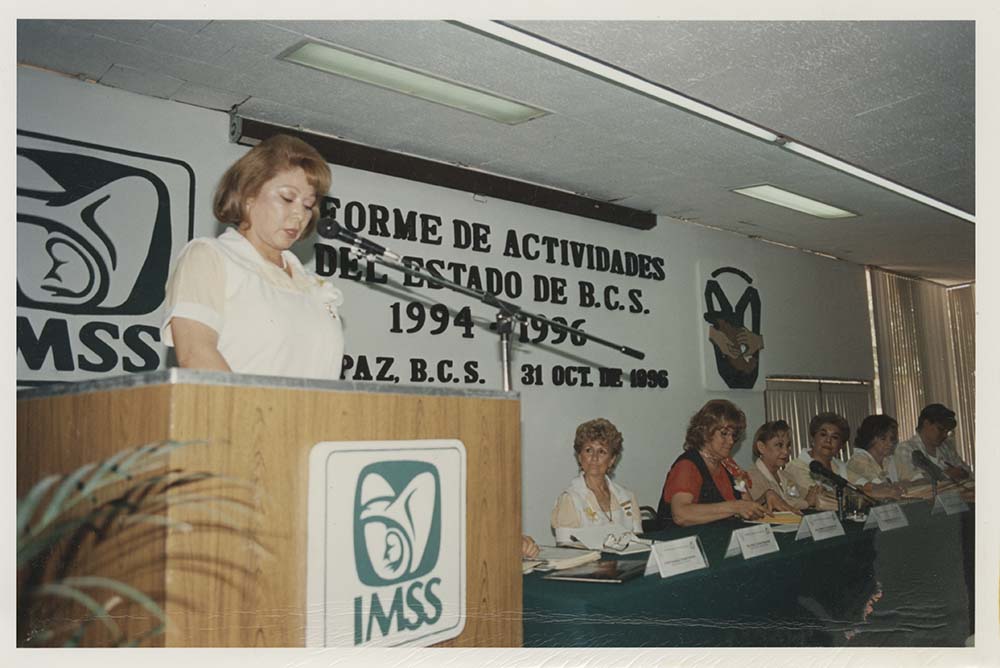 FORME DE ACTIVIDADES
DEL ESTADO DE B.C.S.
1994 - 1996
PAZ, B.C.S. 31 OCT. DE 1996
IMSS
IMSS